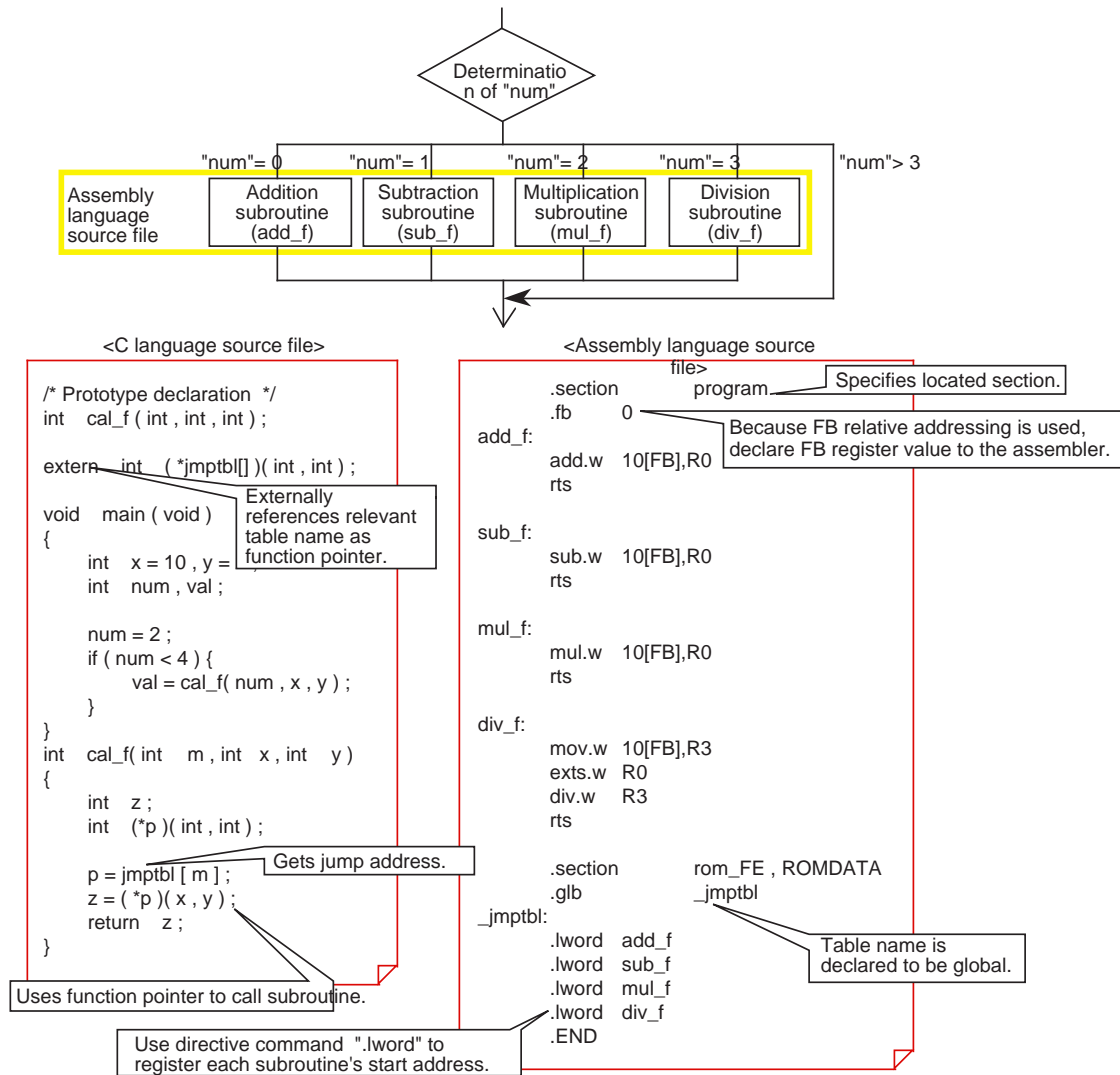 Determinatio
n of "num"
"num"= 0
"num"= 1
"num"= 2
"num"= 3
"num"> 3
Assembly
language
source file
Addition
subroutine
(add_f)
Subtraction
subroutine
(sub_f)
Multiplication
subroutine
(mul_f)
Division
subroutine
(div_f)
<C language source file>
/* Prototype declaration */
int cal_f ( int , int , int ) ;
extern int ( *jmptbl[] )( int , int ) ;
Externally
references relevant
table name as
function pointer.
void main ( void )
{
int x = 10 , y =
int num , val ;
num = 2 ;
if ( num < 4 ) {
val = cal_f( num , x , y ) ;
}
}
int cal_f( int m , int x , int y )
{
int z ;
int (*p )( int , int ) ;
p = jmptbl [ m ] ;
Gets jump address.
z = ( *p )( x , y ) ;
return z ;
}
Uses function pointer to call subroutine.
<Assembly language source
file>
.section program
Specifies located section.
.fb 0
Because FB relative addressing is used,
declare FB register value to the assembler.
add_f:
add.w 10[FB],R0
rts
sub_f:
sub.w 10[FB],R0
rts
mul_f:
mul.w 10[FB],R0
rts
div_f:
mov.w 10[FB],R3
exts.w R0
div.w R3
rts
.section rom_FE , ROMDATA
.glb _jmptbl
Table name is
declared to be global.
_jmptbl:
.lword add_f
.lword sub_f
.lword mul_f
.lword div_f
.END
Use directive command ".lword" to
register each subroutine's start address.